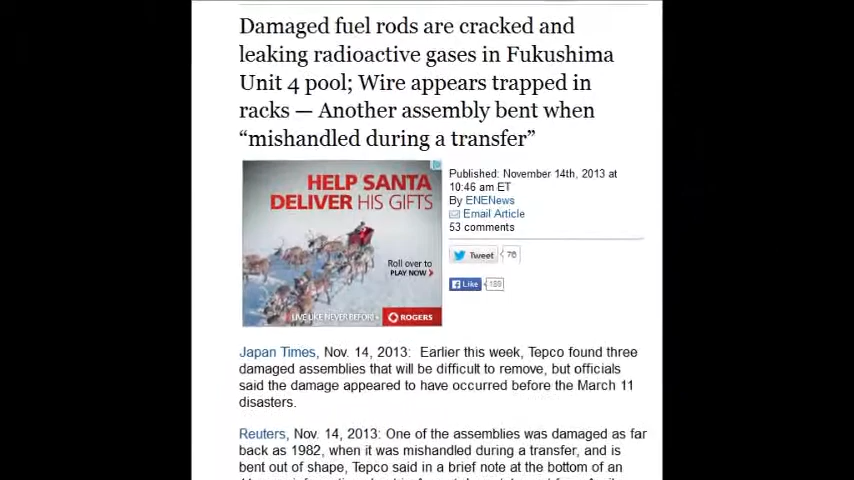 Damaged fuel rods are cracked and
leaking radioactive gases in Fukushima
Unit 4 pool; Wire appears trapped in
racks — Another assembly bent when
“mishandled during a transfer”
HELP SANTA
DELIVER HIS GIFTS
Roll over to
PLAY NOW
LIVE LIKE NEVER BEFORE
ROGERS
Published: November 14th, 2013 at
10:46 am ET
By ENENews
Email Article
53 comments
Tweet 76
Like 189
Japan Times, Nov. 14, 2013: Earlier this week, Tepco found three
damaged assemblies that will be difficult to remove, but officials
said the damage appeared to have occurred before the March 11
disasters.
Reuters, Nov. 14, 2013: One of the assemblies was damaged as far
back as 1982, when it was mishandled during a transfer, and is
bent out of shape, Tepco said in a brief note at the bottom of an